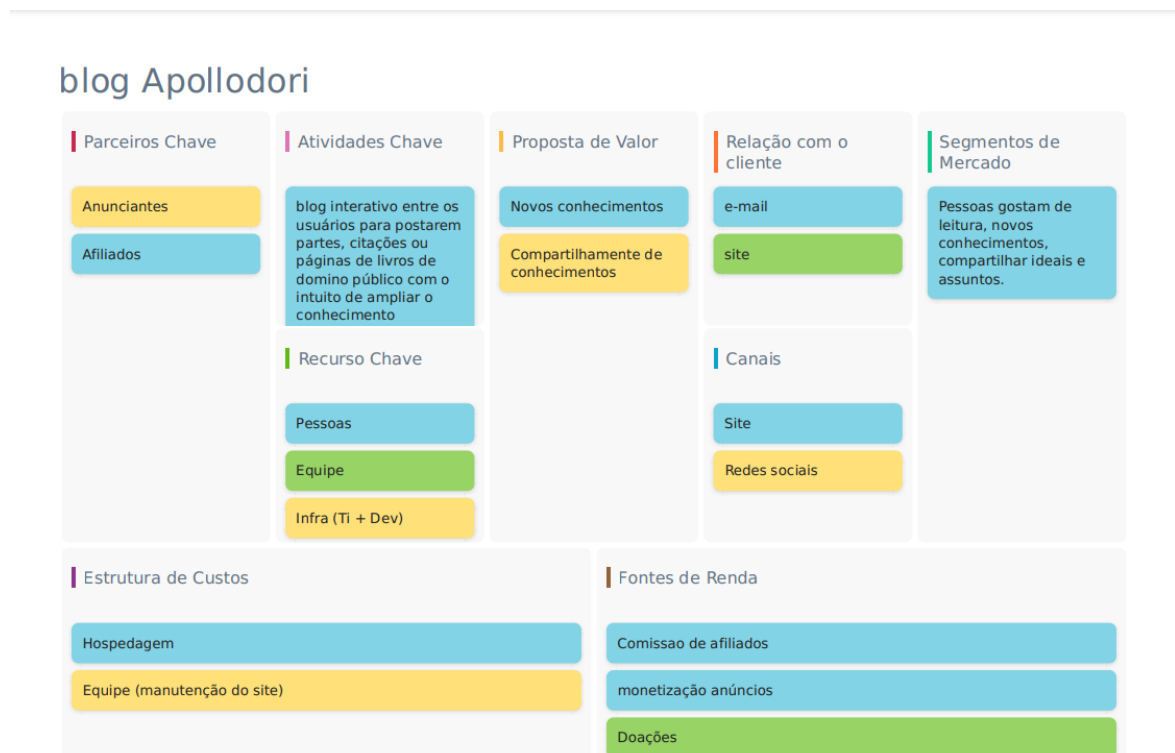 blog Apollodori
Parceiros Chave
Anunciantes
Afiliados
Atividades Chave
blog interativo entre os
usuários para postarem
partes, citações ou
páginas de livros de
domino público com o
intuito de ampliar o
conhecimento
Recurso Chave
Pessoas
Equipe
Infra (Ti + Dev)
Proposta de Valor
Novos conhecimentos
Compartilhamente de
conhecimentos
Relação com o
cliente
e-mail
site
Canais
Site
Redes sociais
Segmentos de
Mercado
Pessoas gostam de
leitura, novos
conhecimentos,
compartilhar ideais e
assuntos.
Estrutura de Custos
Hospedagem
Equipe (manutenção do site)
Fontes de Renda
Comissao de afiliados
monetização anúncios
Doações